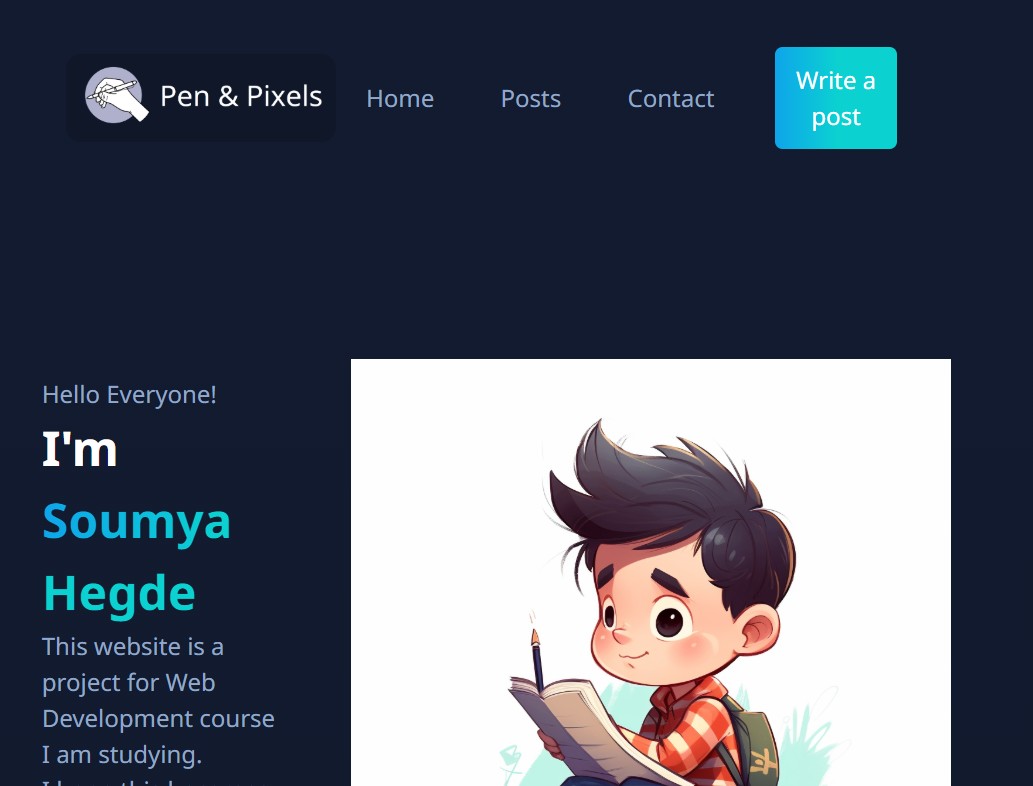 Pen & Pixels
Home
Posts
Contact
Write a
post
Hello Everyone!
I'm
Soumya
Hegde
This website is a
project for Web
Development course
I am studying.